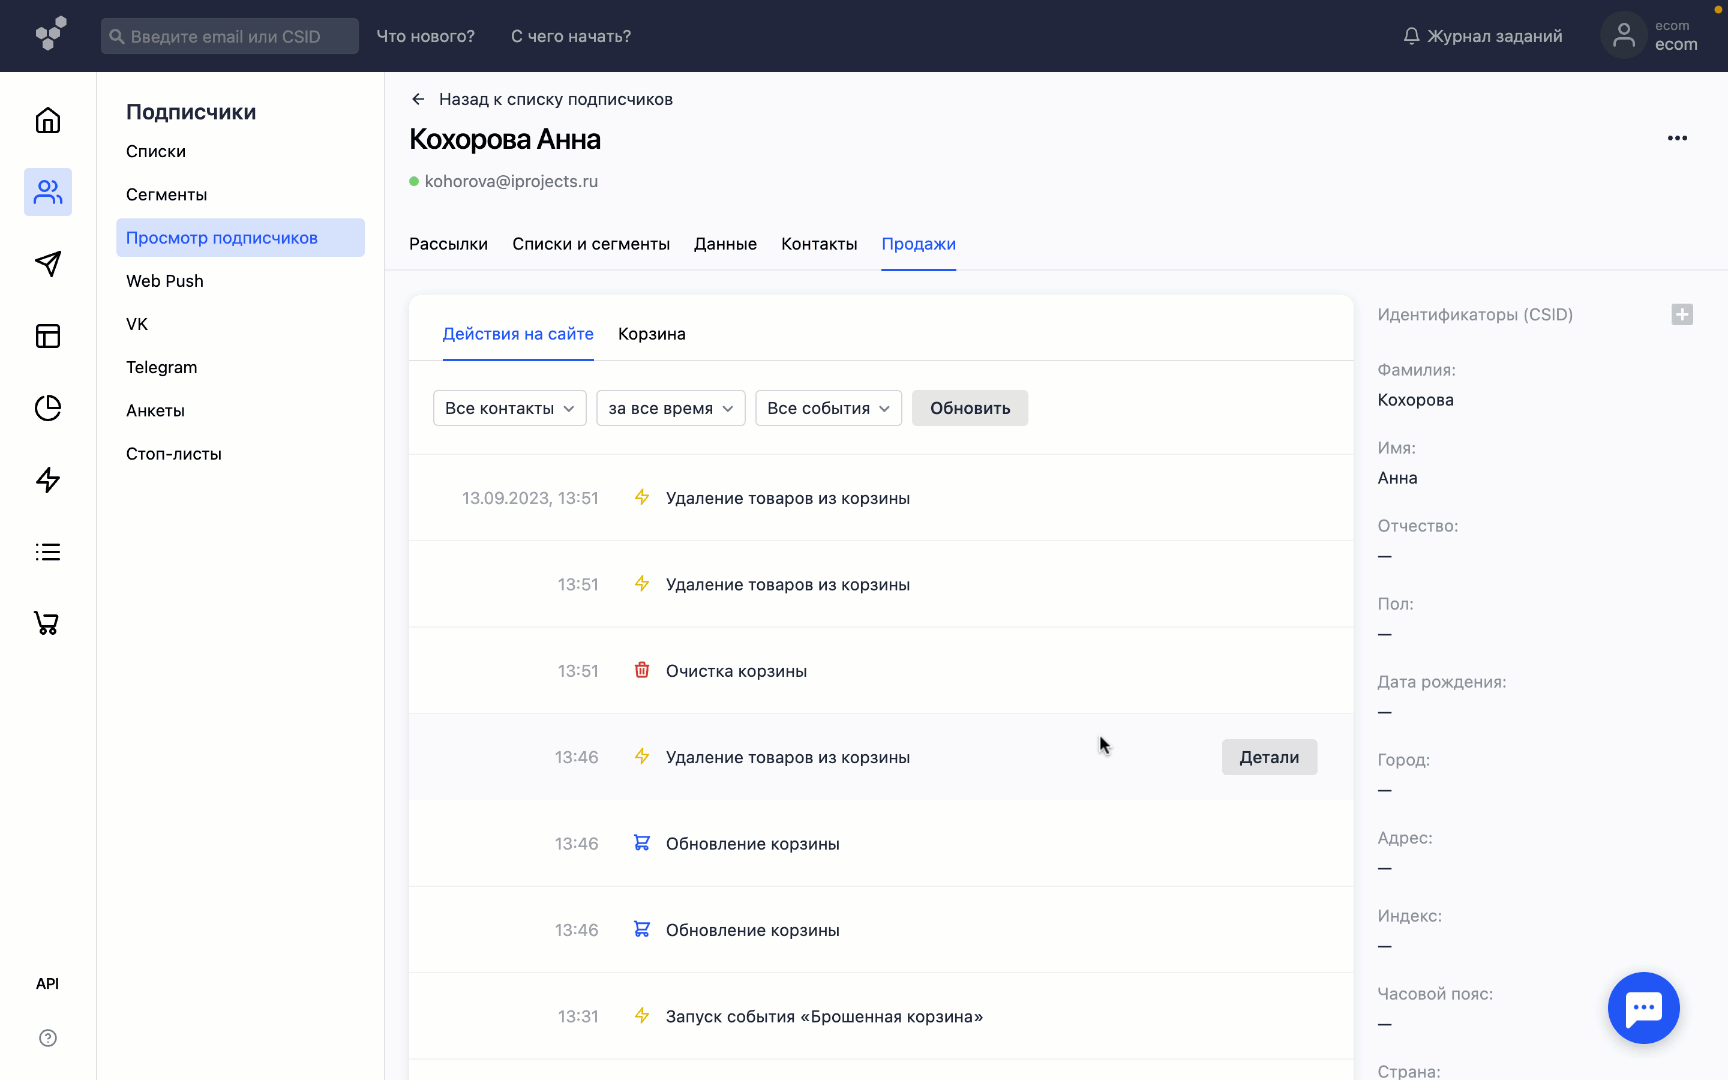 Введите email или CSID
Что нового?
С чего начать?
Журнал заданий
ecom
ecom
Подписчики
Списки
Сегменты
Просмотр подписчиков
Web Push
VK
Telegram
Анкеты
Стоп-листы
API
Назад к списку подписчиков
Кохорова Анна
kohorova@iprojects.ru
Рассылки
Списки и сегменты
Данные
Контакты
Продажи
Действия на сайте
Корзина
Все контакты
за все время
Все события
Обновить
13.09.2023, 13:51 Удаление товаров из корзины
13:51 Удаление товаров из корзины
13:51 Очистка корзины
13:46 Удаление товаров из корзины Детали
13:46 Обновление корзины
13:46 Обновление корзины
13:31 Запуск события «Брошенная корзина»
Идентификаторы (CSID)
Фамилия:
Кохорова
Имя:
Анна
Отчество:
—
Пол:
—
Дата рождения:
—
Город:
—
Адрес:
—
Индекс:
—
Часовой пояс:
—
Страна: